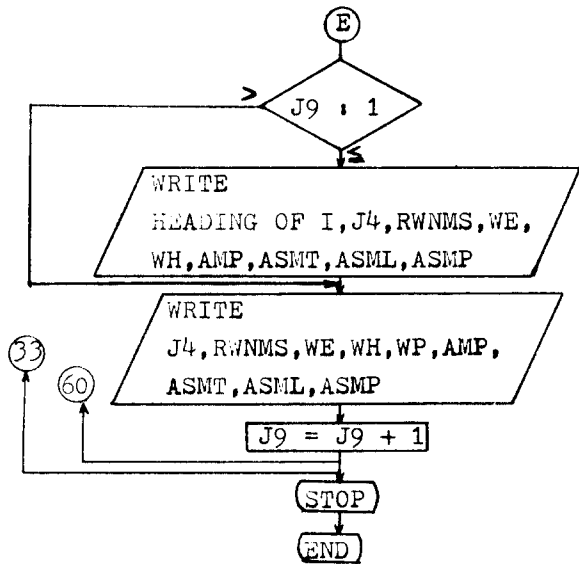 E
>
J9 : 1
≤
WRITE
HEADING OF I,J4,RWNMS,WE,
WH,AMP,ASMT,ASML,ASMP
WRITE
J4,RWNMS,WE,WH,WP,AMP,
ASMT,ASML,ASMP
33
60
J9 = J9 + 1
STOP
END